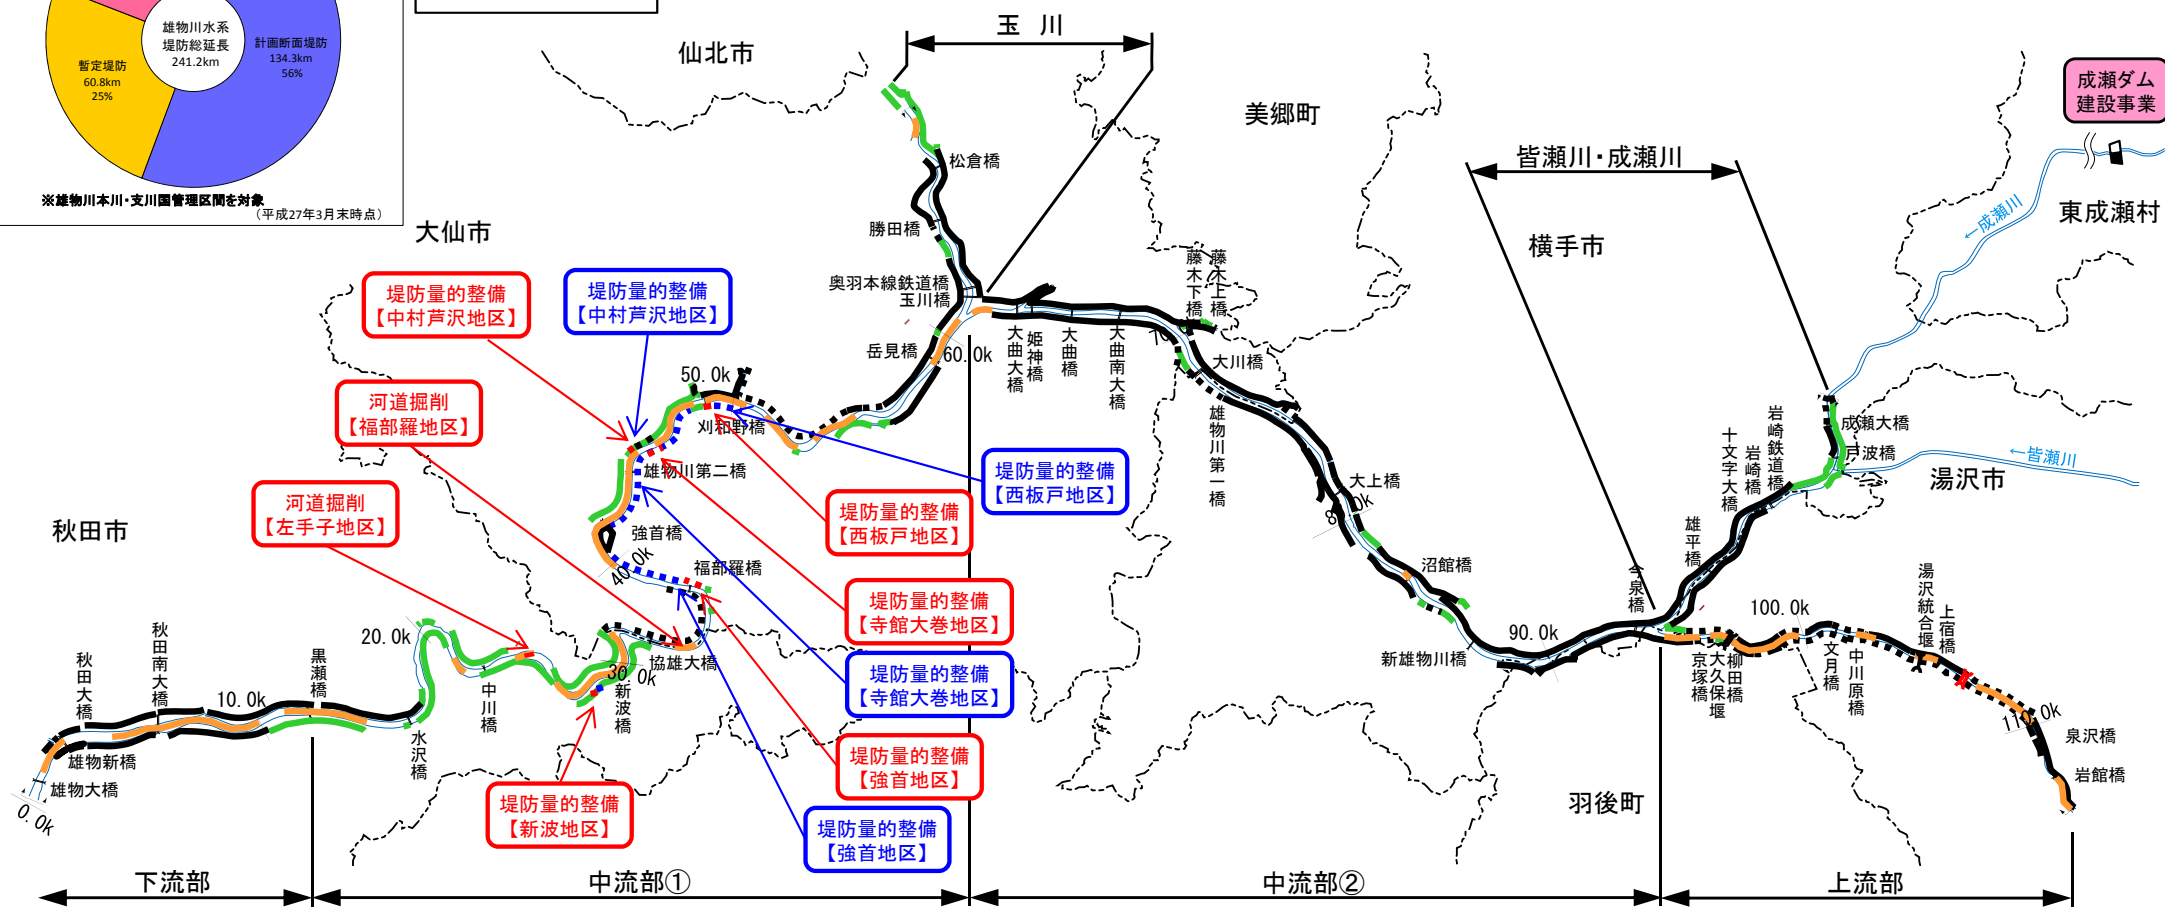 雄物川水系
堤防総延長
241.2km
計画断面堤防
134.3km
56%
暫定堤防
60.8km
25%
※雄物川本川・支川国管理区間を対象
(平成27年3月末時点)
玉 川
仙北市
美郷町
成瀬ダム
建設事業
皆瀬川・成瀬川
←成瀬川
東成瀬村
大仙市
横手市
松倉橋
勝田橋
奥羽本線鉄道橋
玉川橋
岳見橋
60.0k
大曲大橋
姫神橋
大曲橋
大曲南大橋
藤木下橋
藤木上橋
大川橋
雄物川第一橋
堤防量的整備
【中村芦沢地区】
堤防量的整備
【中村芦沢地区】
河道掘削
【福部羅地区】
50.0k
刈和野橋
雄物川第二橋
堤防量的整備
【西板戸地区】
堤防量的整備
【西板戸地区】
河道掘削
【左手子地区】
強首橋
40.0k
福部羅橋
堤防量的整備
【寺館大巻地区】
堤防量的整備
【寺館大巻地区】
堤防量的整備
【強首地区】
堤防量的整備
【強首地区】
堤防量的整備
【新波地区】
秋田市
大上橋
沼館橋
新雄物川橋
90.0k
今泉橋
雄平橋
十文字大橋
岩崎橋
岩崎鉄道橋
成瀬大橋
戸波橋
←皆瀬川
湯沢市
100.0k
京塚橋
大久保堰
柳田橋
文月橋
中川原橋
湯沢統合堰
上宿橋
110.0k
泉沢橋
岩館橋
羽後町
20.0k
中川橋
協雄大橋
30.0k
新波橋
黒瀬橋
水沢橋
10.0k
秋田南大橋
秋田大橋
雄物新橋
雄物大橋
0.0k
下流部
中流部①
中流部②
上流部